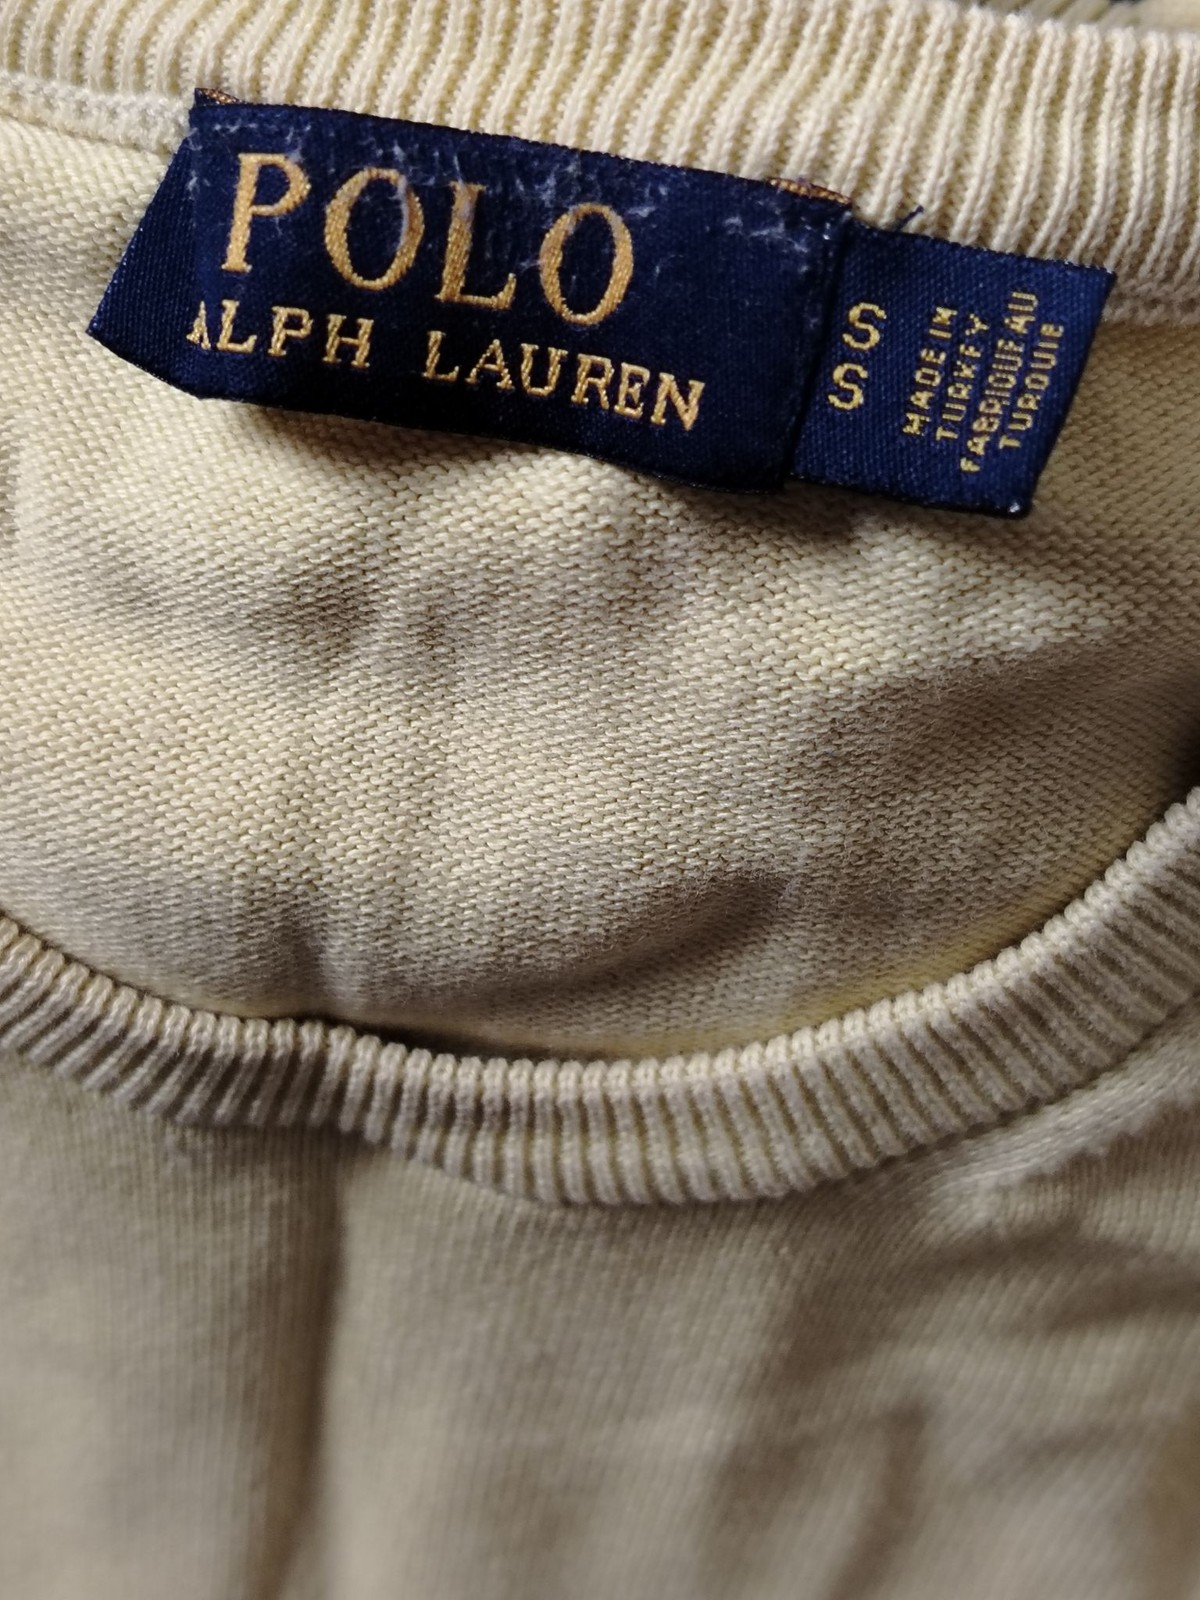 POLO
ALPH LAUREN
S
S
MADE IN
TURKEY
FABRIQUE AU
TURQUIE